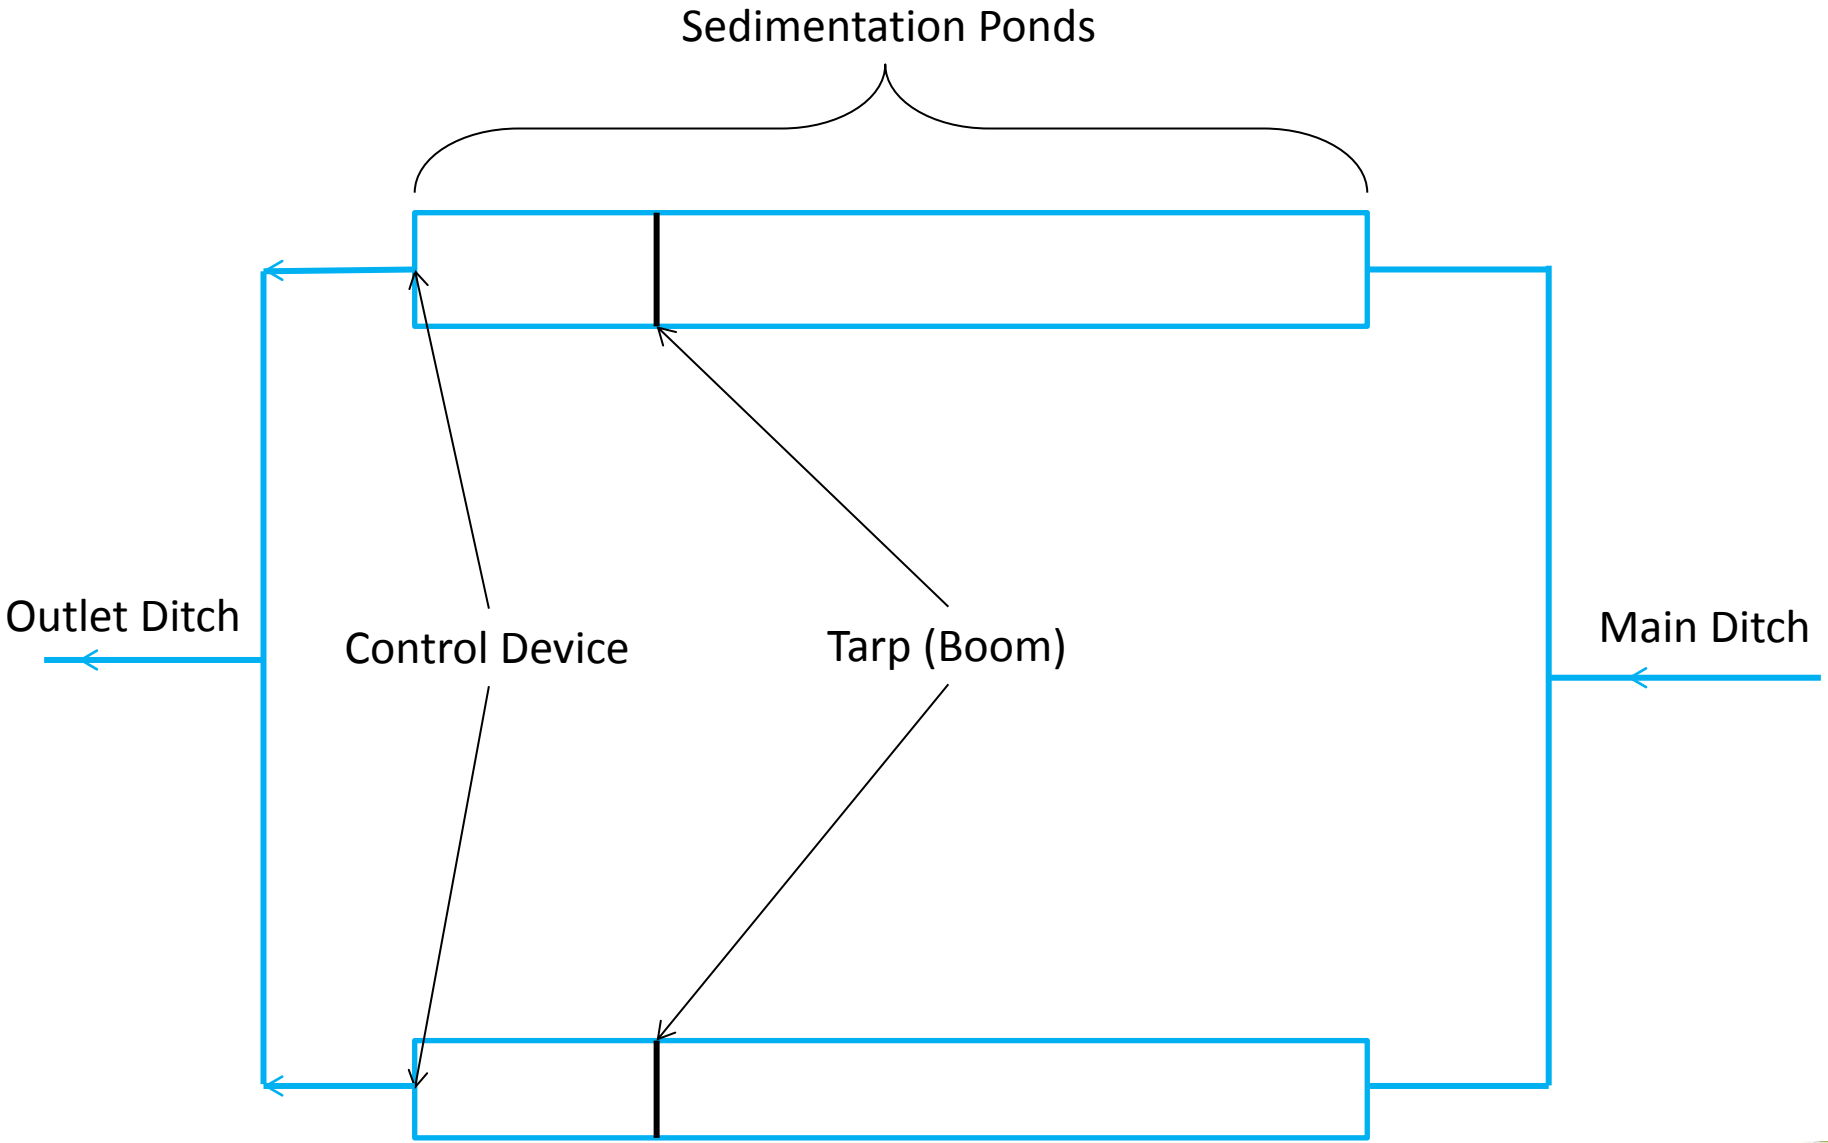 Sedimentation Ponds
Outlet Ditch
Control Device
Tarp (Boom)
Main Ditch